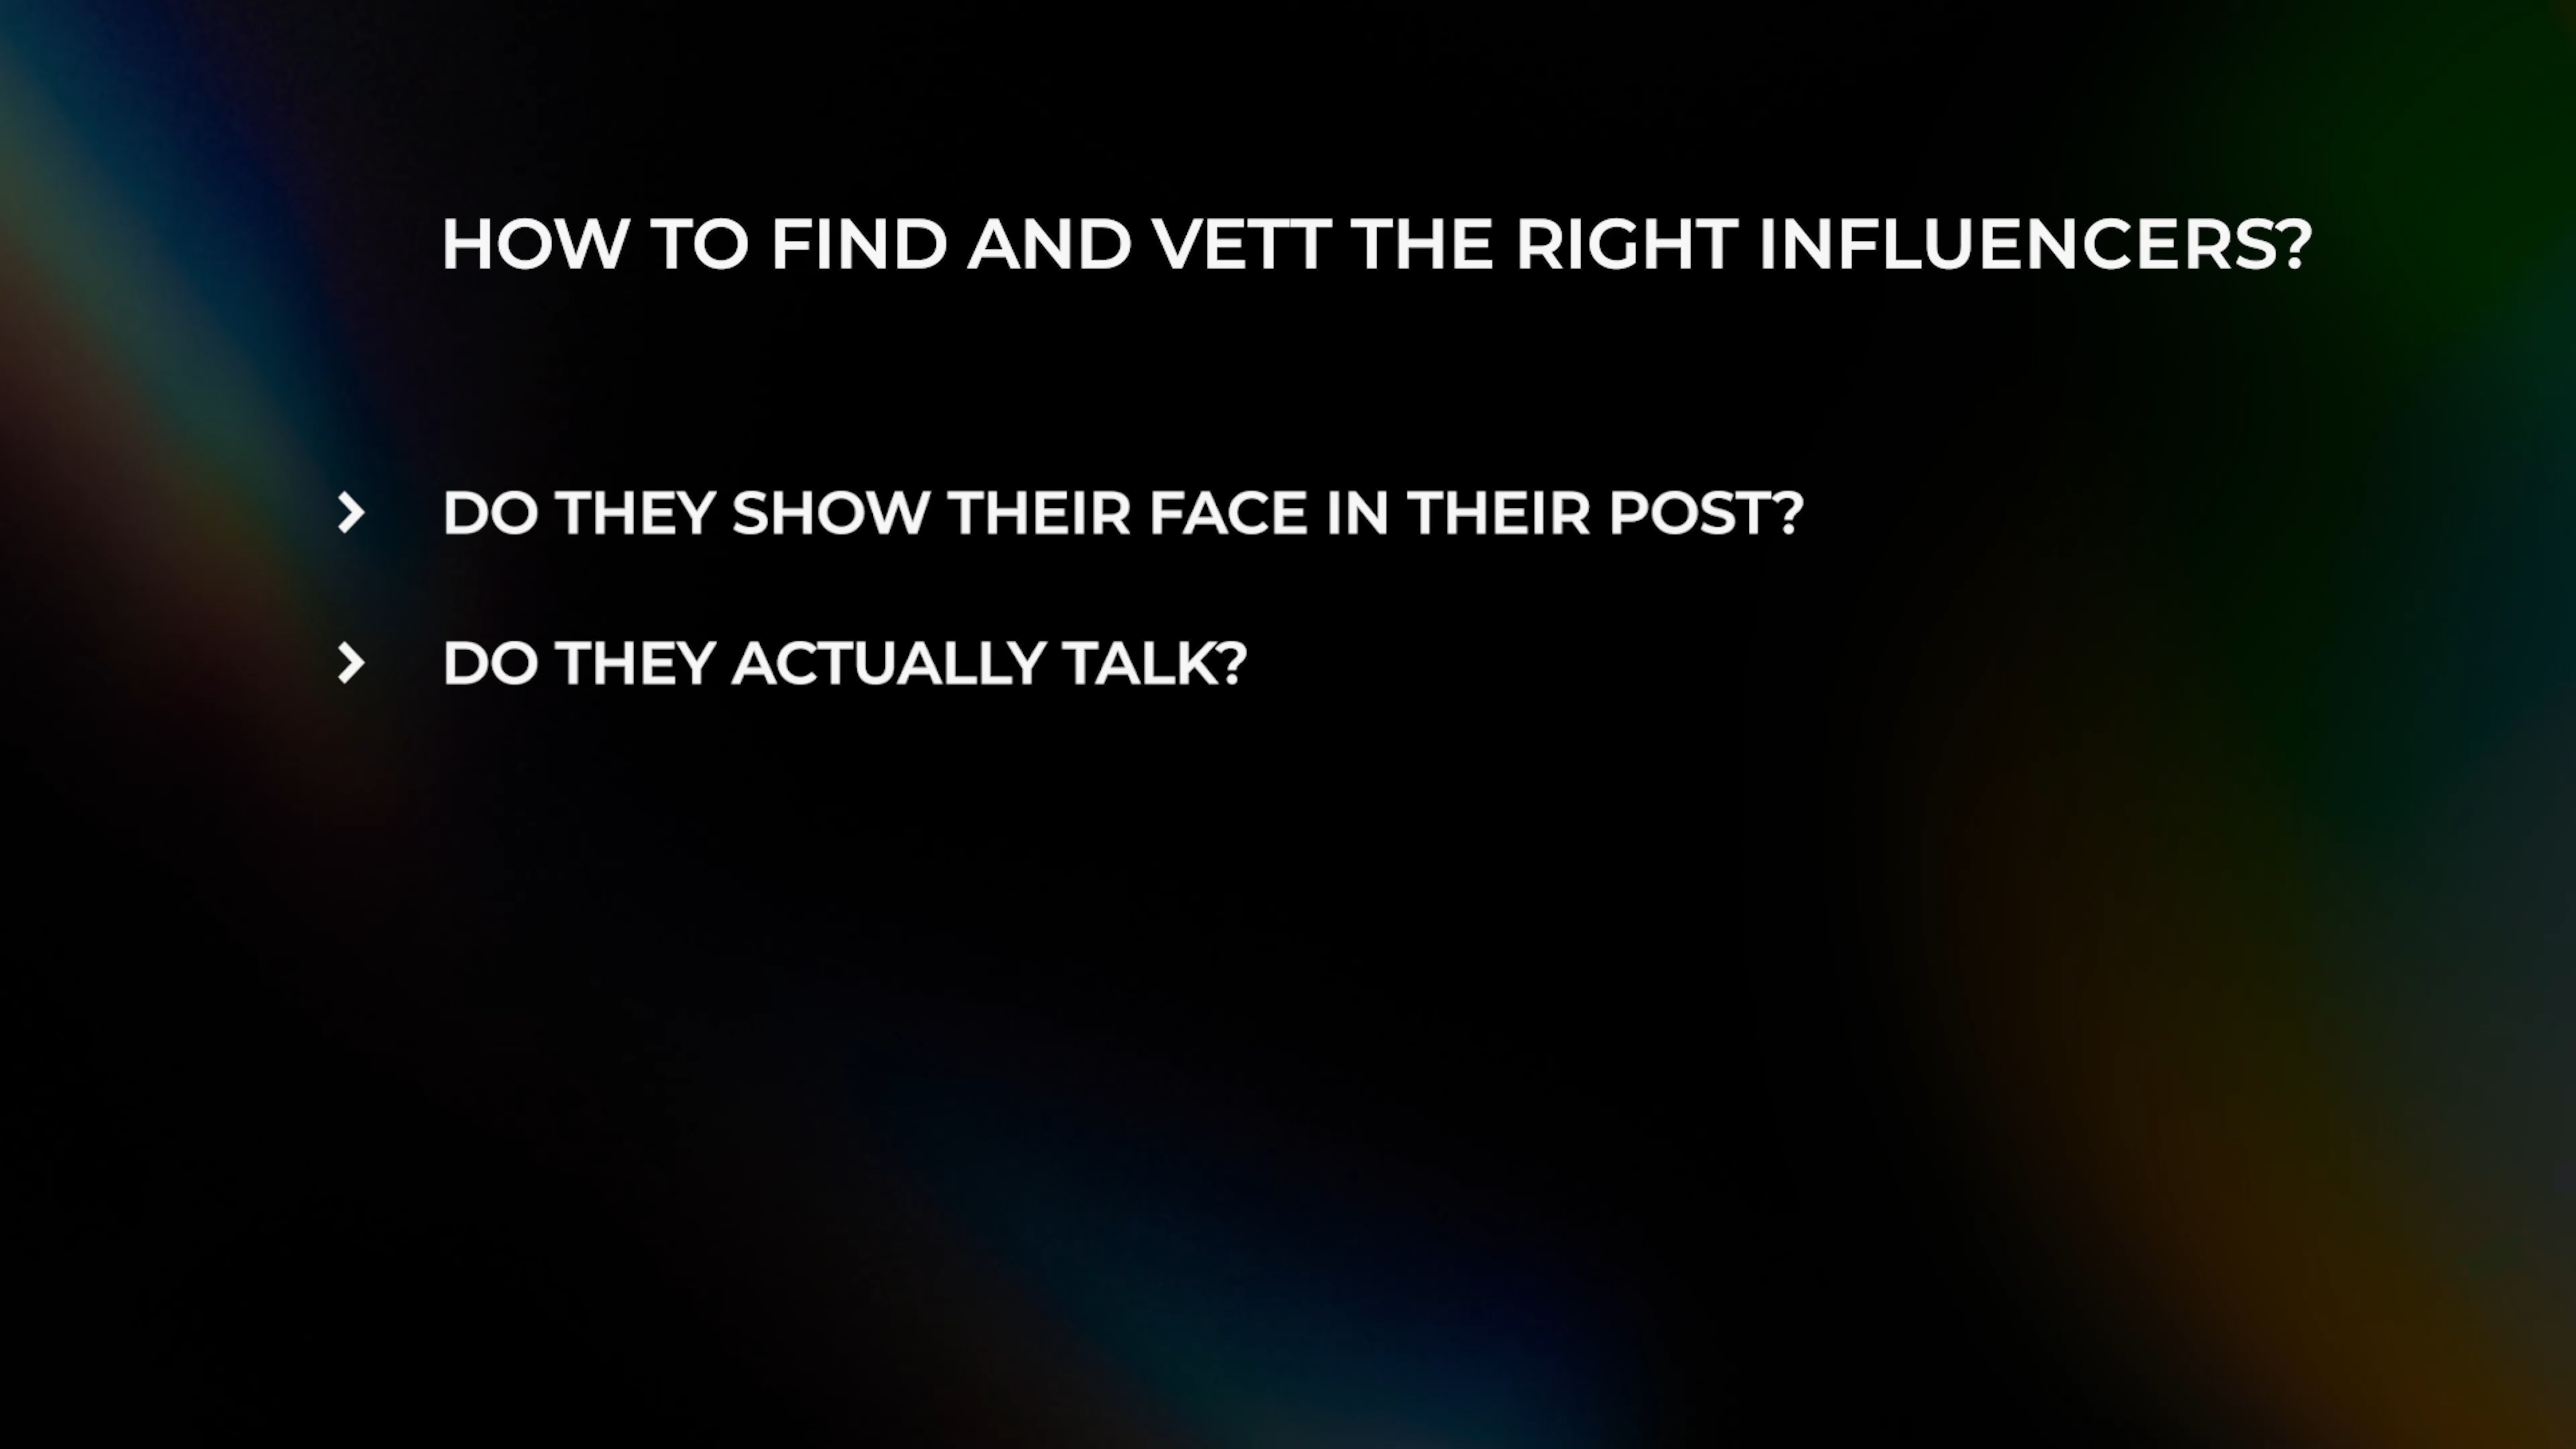 HOW TO FIND AND VETT THE RIGHT INFLUENCERS?
DO THEY SHOW THEIR FACE IN THEIR POST?
DO THEY ACTUALLY TALK?